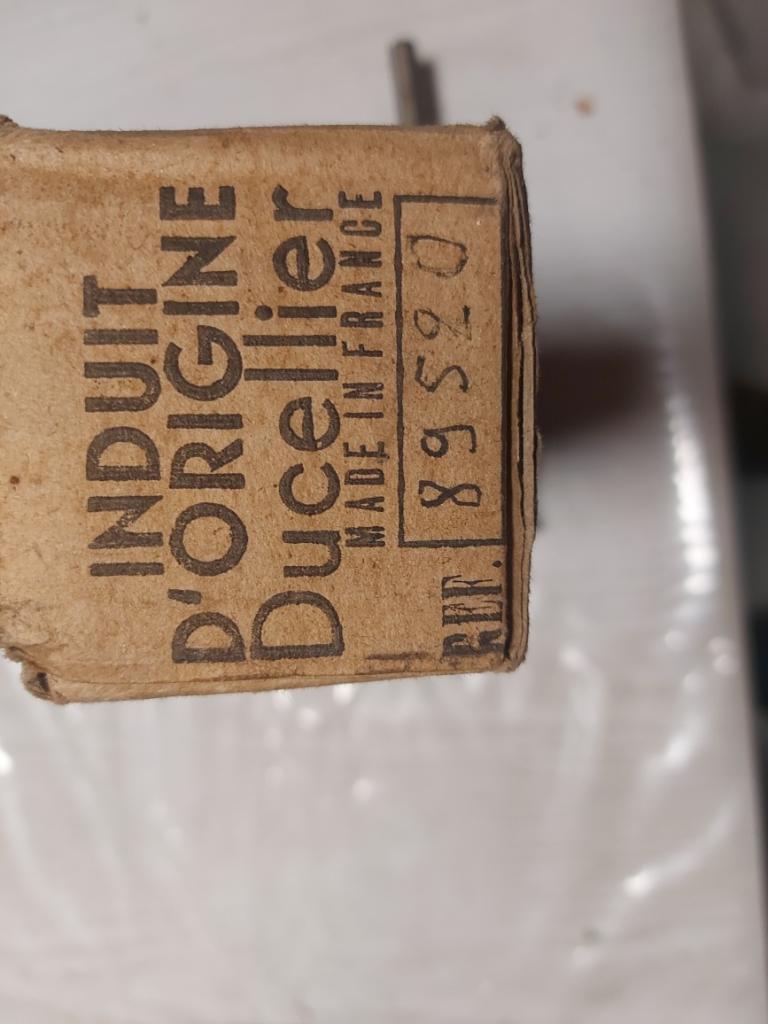 INDUIT
D'ORIGINE
Ducellier
MADE IN FRANCE
REF. 89520